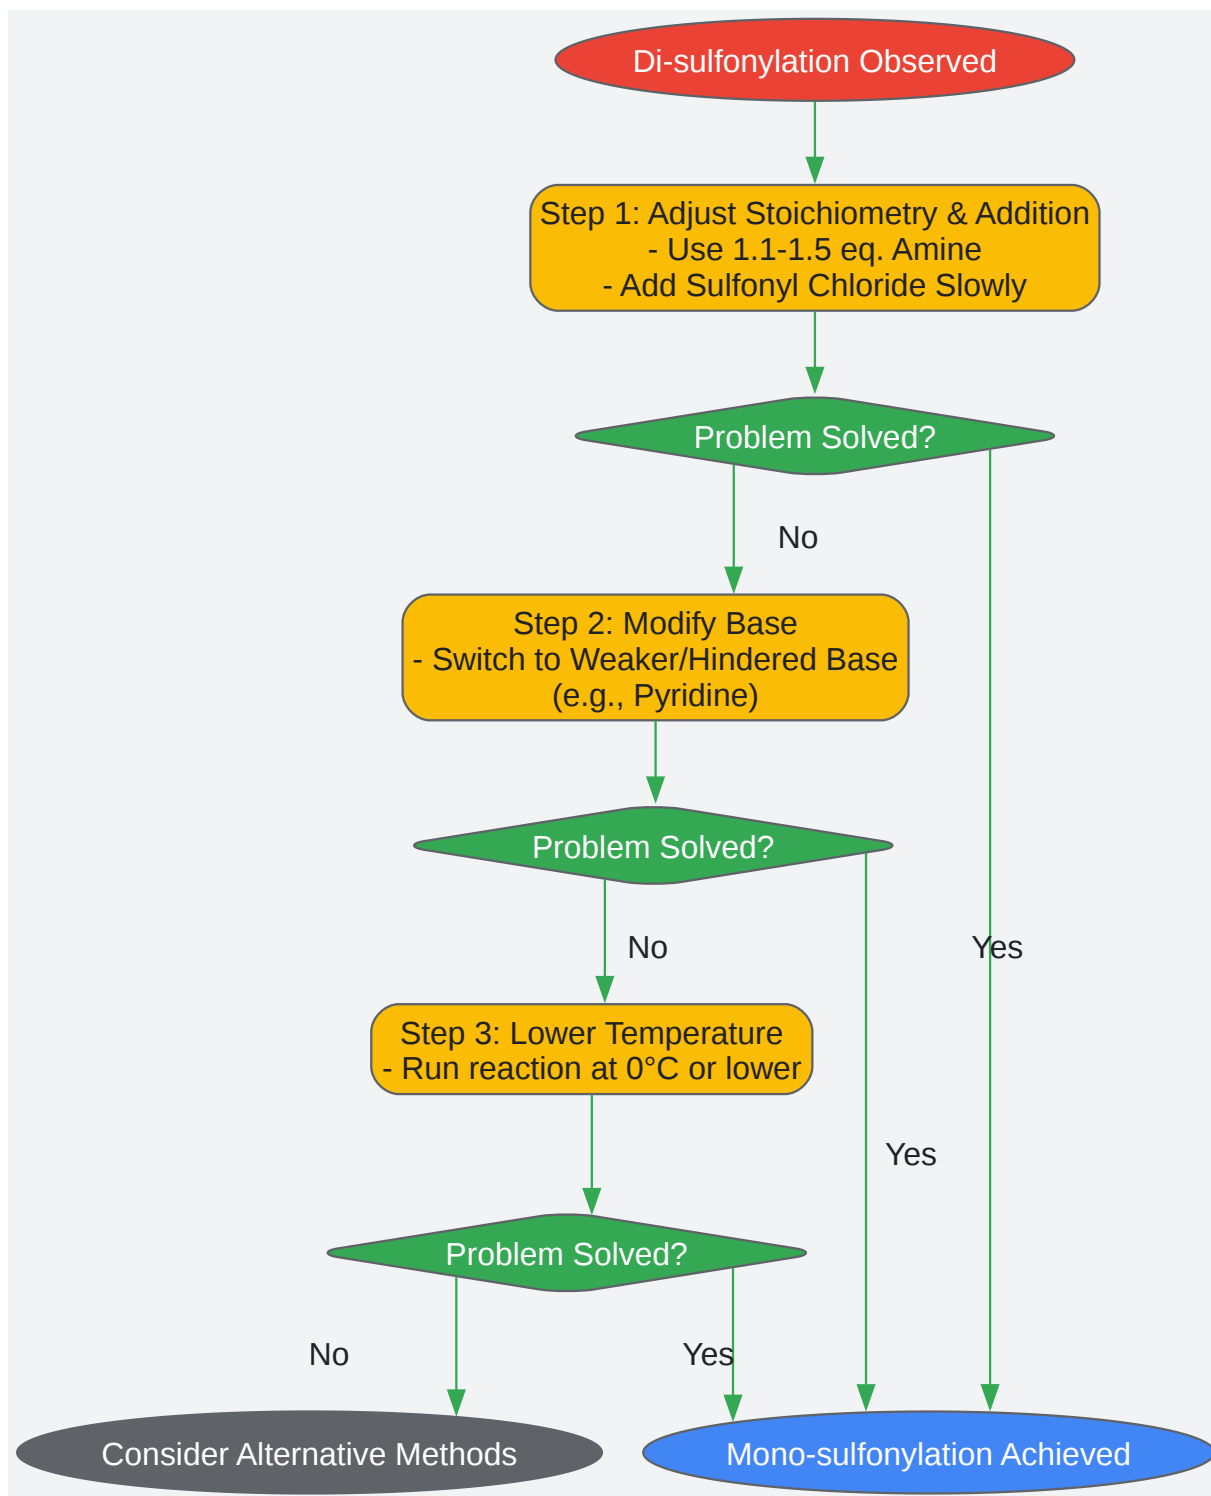 Di-sulfonylation Observed
Step 1: Adjust Stoichiometry & Addition
- Use 1.1-1.5 eq. Amine
- Add Sulfonyl Chloride Slowly
Problem Solved?
No
Step 2: Modify Base
- Switch to Weaker/Hindered Base
(e.g., Pyridine)
Problem Solved?
No
Yes
Step 3: Lower Temperature
- Run reaction at 0°C or lower
Yes
Problem Solved?
No
Yes
Consider Alternative Methods
Mono-sulfonylation Achieved